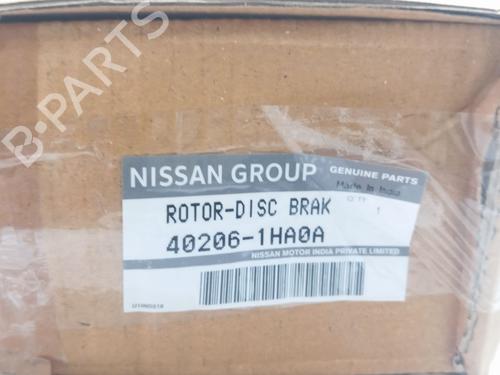 B-PARTS
NISSAN GROUP
GENUINE PARTS
Made in India
ROTOR-DISC BRAK
Q'TY
1
40206-1HA0A
NISSAN MOTOR INDIA PRIVATE LIMITED